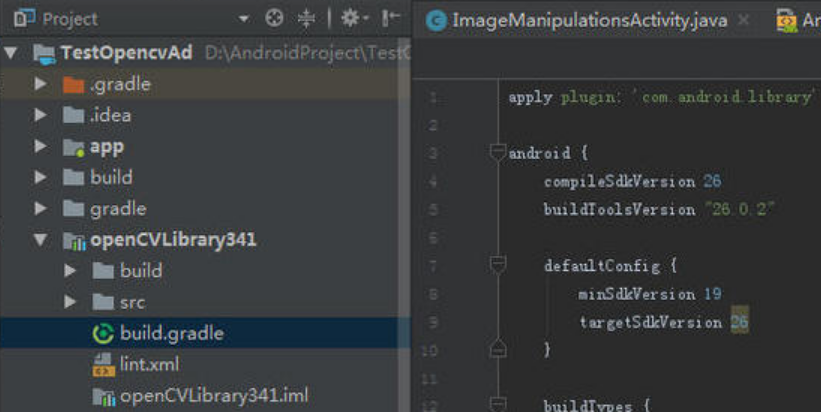 Project
TestOpencvAd D:\AndroidProject\TestO
.gradle
.idea
app
build
gradle
openCVLibrary341
build
src
build.gradle
lint.xml
openCVLibrary341.iml
ImageManipulationsActivity.java
An
1 apply plugin: 'com.android.library'
2
3 android {
4 compileSdkVersion 26
5 buildToolsVersion "26.0.2"
6
7 defaultConfig {
8 minSdkVersion 19
9 targetSdkVersion 26
10 }
11
12 buildTypes {